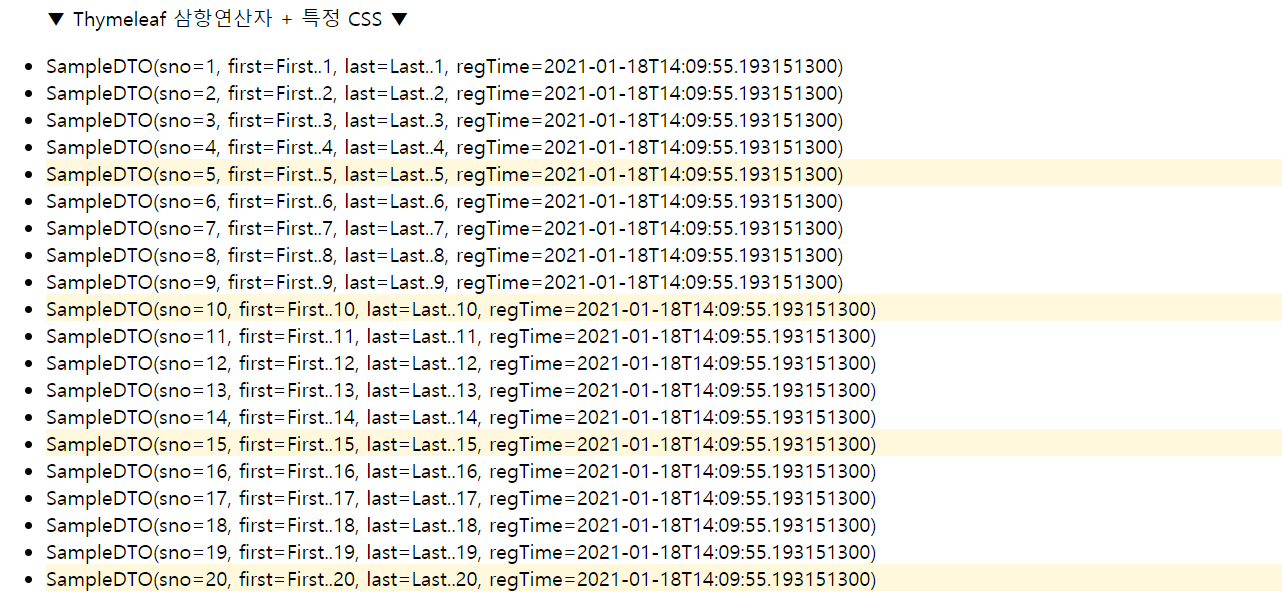 ▼ Thymeleaf 삼항연산자 + 특정 CSS ▼
• SampleDTO(sno=1, first=First..1, last=Last..1, regTime=2021-01-18T14:09:55.193151300)
• SampleDTO(sno=2, first=First..2, last=Last..2, regTime=2021-01-18T14:09:55.193151300)
• SampleDTO(sno=3, first=First..3, last=Last..3, regTime=2021-01-18T14:09:55.193151300)
• SampleDTO(sno=4, first=First..4, last=Last..4, regTime=2021-01-18T14:09:55.193151300)
• SampleDTO(sno=5, first=First..5, last=Last..5, regTime=2021-01-18T14:09:55.193151300)
• SampleDTO(sno=6, first=First..6, last=Last..6, regTime=2021-01-18T14:09:55.193151300)
• SampleDTO(sno=7, first=First..7, last=Last..7, regTime=2021-01-18T14:09:55.193151300)
• SampleDTO(sno=8, first=First..8, last=Last..8, regTime=2021-01-18T14:09:55.193151300)
• SampleDTO(sno=9, first=First..9, last=Last..9, regTime=2021-01-18T14:09:55.193151300)
• SampleDTO(sno=10, first=First..10, last=Last..10, regTime=2021-01-18T14:09:55.193151300)
• SampleDTO(sno=11, first=First..11, last=Last..11, regTime=2021-01-18T14:09:55.193151300)
• SampleDTO(sno=12, first=First..12, last=Last..12, regTime=2021-01-18T14:09:55.193151300)
• SampleDTO(sno=13, first=First..13, last=Last..13, regTime=2021-01-18T14:09:55.193151300)
• SampleDTO(sno=14, first=First..14, last=Last..14, regTime=2021-01-18T14:09:55.193151300)
• SampleDTO(sno=15, first=First..15, last=Last..15, regTime=2021-01-18T14:09:55.193151300)
• SampleDTO(sno=16, first=First..16, last=Last..16, regTime=2021-01-18T14:09:55.193151300)
• SampleDTO(sno=17, first=First..17, last=Last..17, regTime=2021-01-18T14:09:55.193151300)
• SampleDTO(sno=18, first=First..18, last=Last..18, regTime=2021-01-18T14:09:55.193151300)
• SampleDTO(sno=19, first=First..19, last=Last..19, regTime=2021-01-18T14:09:55.193151300)
• SampleDTO(sno=20, first=First..20, last=Last..20, regTime=2021-01-18T14:09:55.193151300)